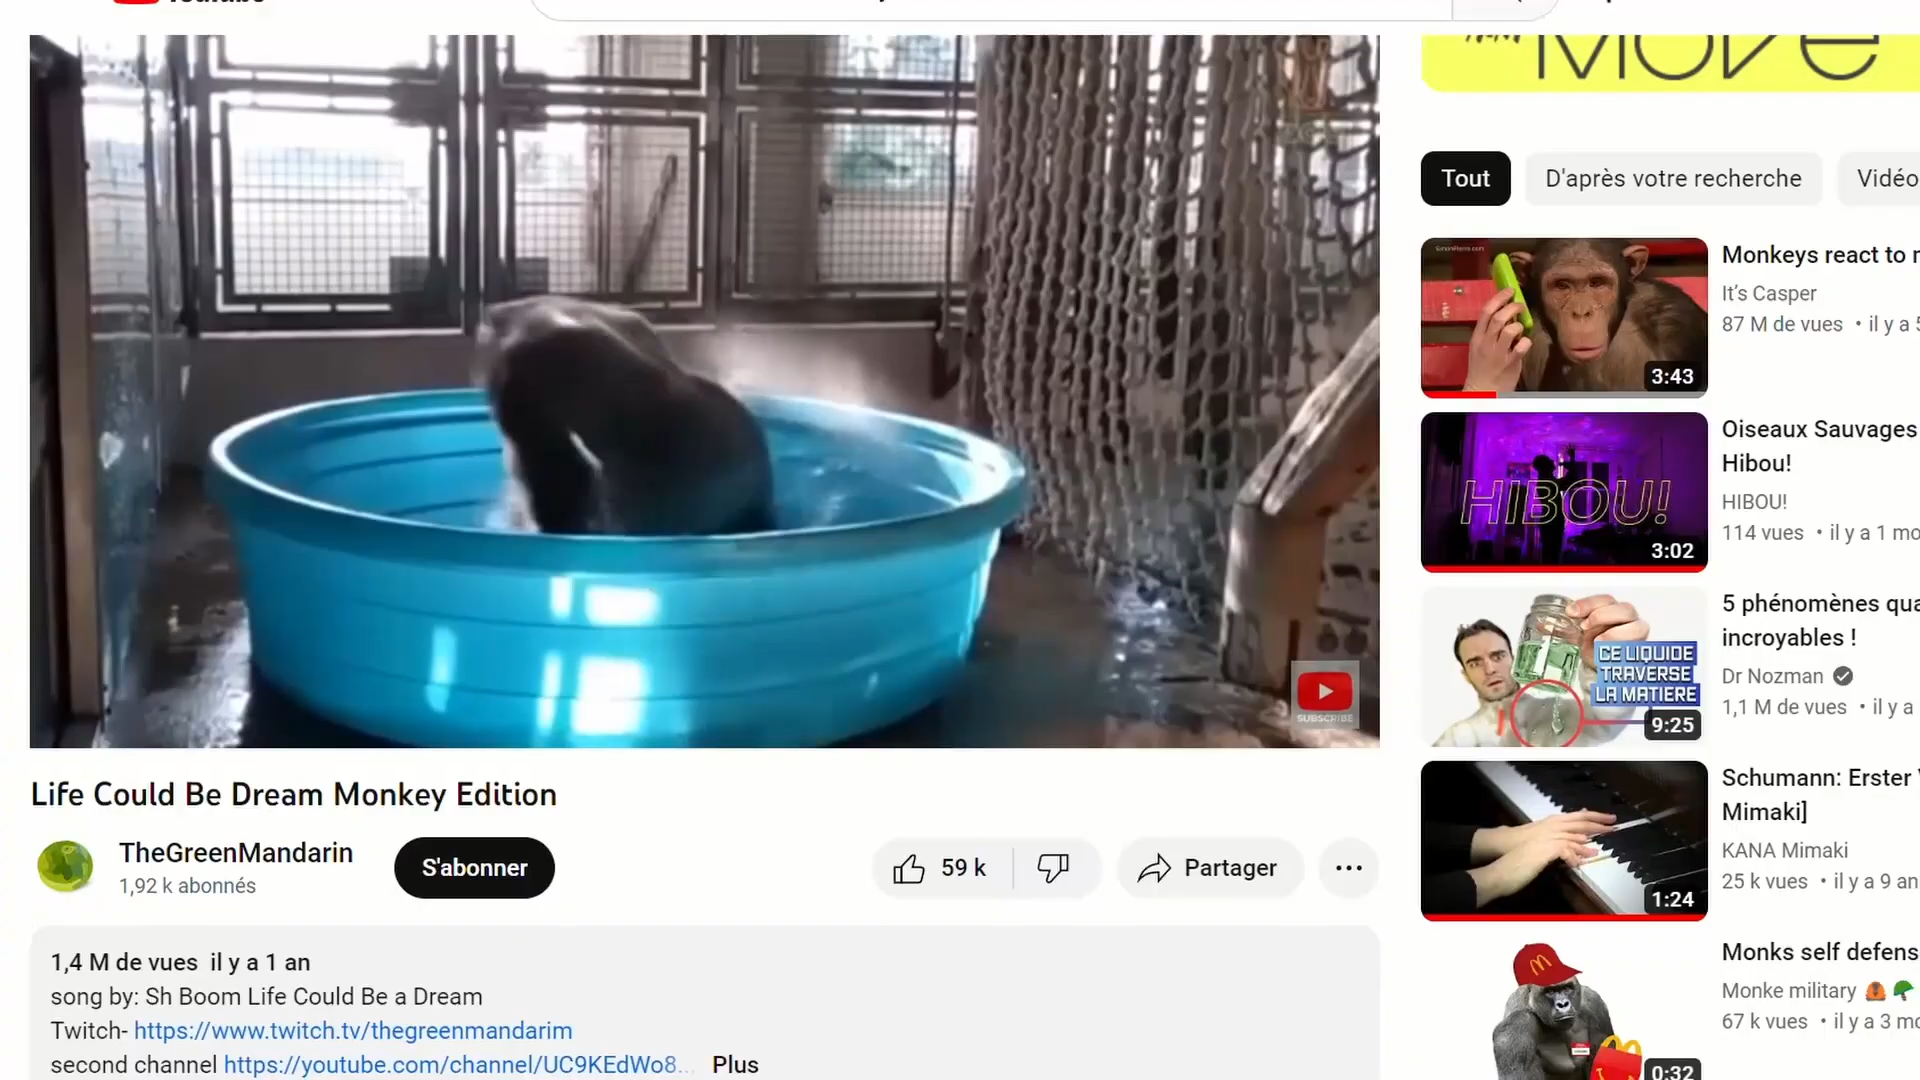 MOVE
Tout
D'après votre recherche
Vidéo
SUBSCRIBE
Life Could Be Dream Monkey Edition
TheGreenMandarin
1,92 k abonnés
S'abonner
59 k
Partager
1,4 M de vues il y a 1 an
song by: Sh Boom Life Could Be a Dream
Twitch- https://www.twitch.tv/thegreenmandarim
second channel https://youtube.com/channel/UC9KEdWo8... Plus
3:43
Monkeys react to
It's Casper
87 M de vues • il y a 5
HIBOU!
3:02
Oiseaux Sauvages
Hibou!
HIBOU!
114 vues • il y a 1 mo
CE LIQUIDE
TRAVERSE
LA MATIERE
9:25
5 phénomènes qua
incroyables !
Dr Nozman
1,1 M de vues • il y a
1:24
Schumann: Erster
Mimaki]
KANA Mimaki
25 k vues • il y a 9 an
0:32
Monks self defens
Monke military
67 k vues • il y a 3 mo